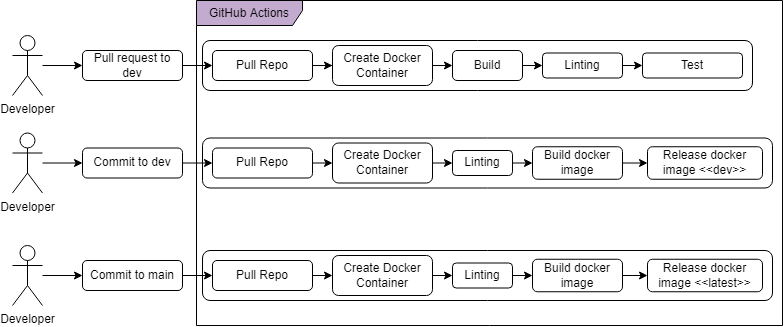 GitHub Actions
Developer
Pull request to
dev
Pull Repo
Create Docker
Container
Build
Linting
Test
Developer
Commit to dev
Pull Repo
Create Docker
Container
Linting
Build docker
image
Release docker
image <<dev>>
Developer
Commit to main
Pull Repo
Create Docker
Container
Linting
Build docker
image
Release docker
image <<latest>>